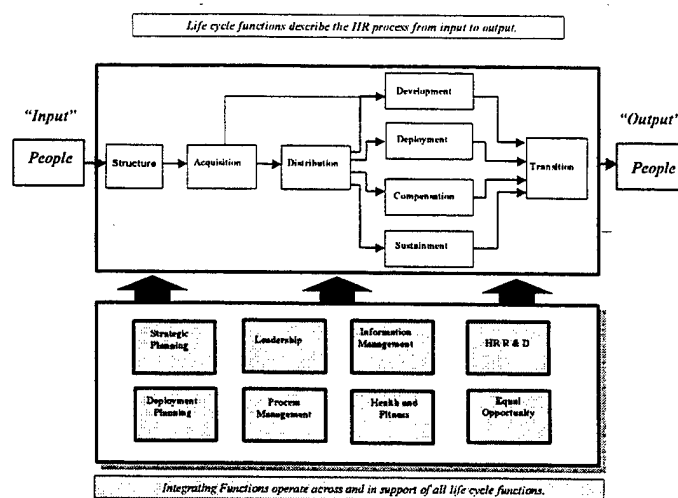 Life cycle functions describe the HR process from input to output.
"Input"
People
Structure
Acquisition
Distribution
Development
Deployment
Compensation
Sustainment
Transition
"Output"
People
Strategic
Planning
Leadership
Information
Management
HR R & D
Deployment
Planning
Process
Management
Health and
Fitness
Equal
Opportunity
Integrating Functions operate across and in support of all life cycle functions.